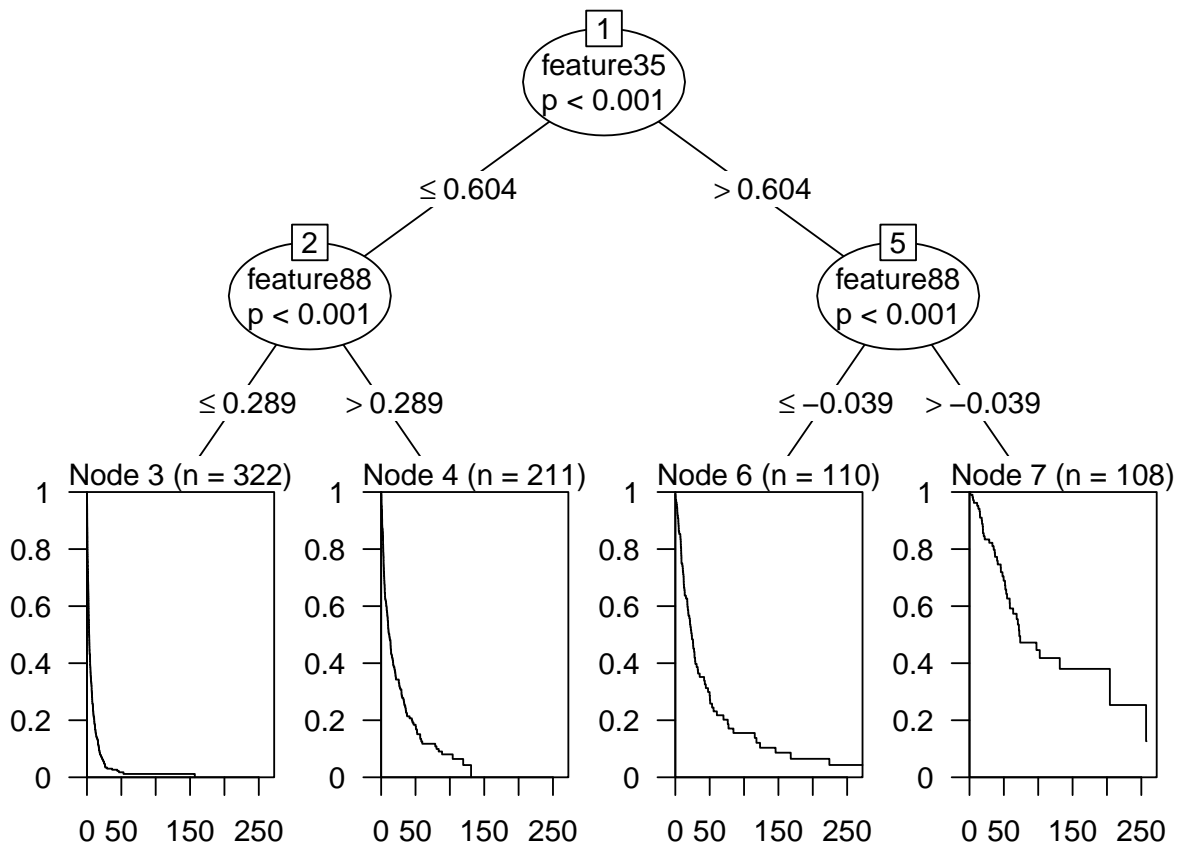 1
feature35
p < 0.001
≤ 0.604 > 0.604
2
feature88
p < 0.001
5
feature88
p < 0.001
≤ 0.289 > 0.289
≤ −0.039 > −0.039
Node 3 (n = 322)
1
0.8
0.6
0.4
0.2
0
0 50 150 250
Node 4 (n = 211)
1
0.8
0.6
0.4
0.2
0
0 50 150 250
Node 6 (n = 110)
1
0.8
0.6
0.4
0.2
0
0 50 150 250
Node 7 (n = 108)
1
0.8
0.6
0.4
0.2
0
0 50 150 250